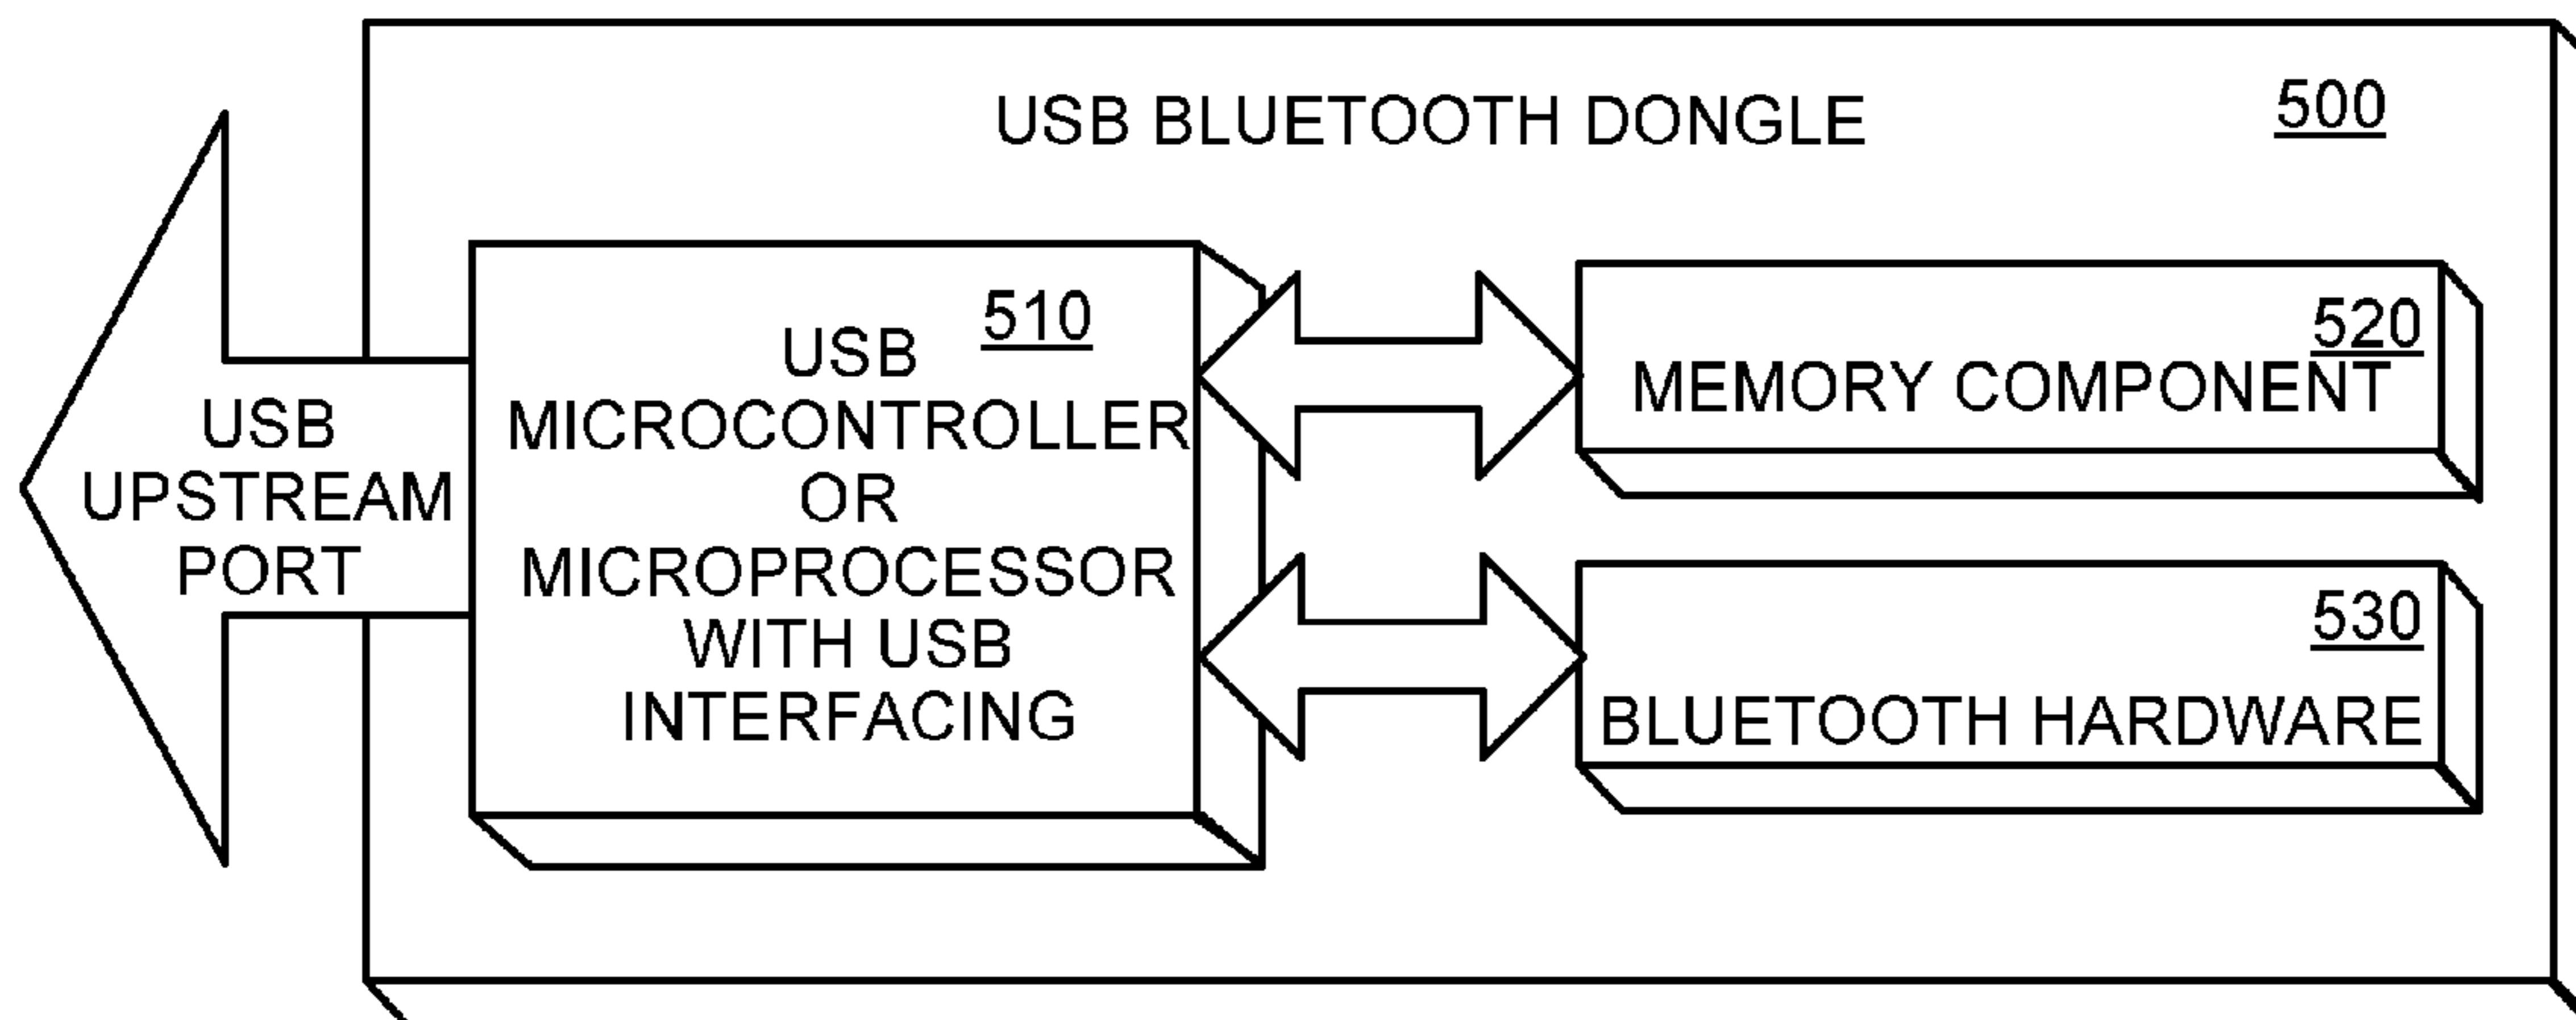 USB BLUETOOTH DONGLE
500
USB
UPSTREAM
PORT
510
USB
MICROCONTROLLER
OR
MICROPROCESSOR
WITH USB
INTERFACING
520
MEMORY COMPONENT
530
BLUETOOTH HARDWARE